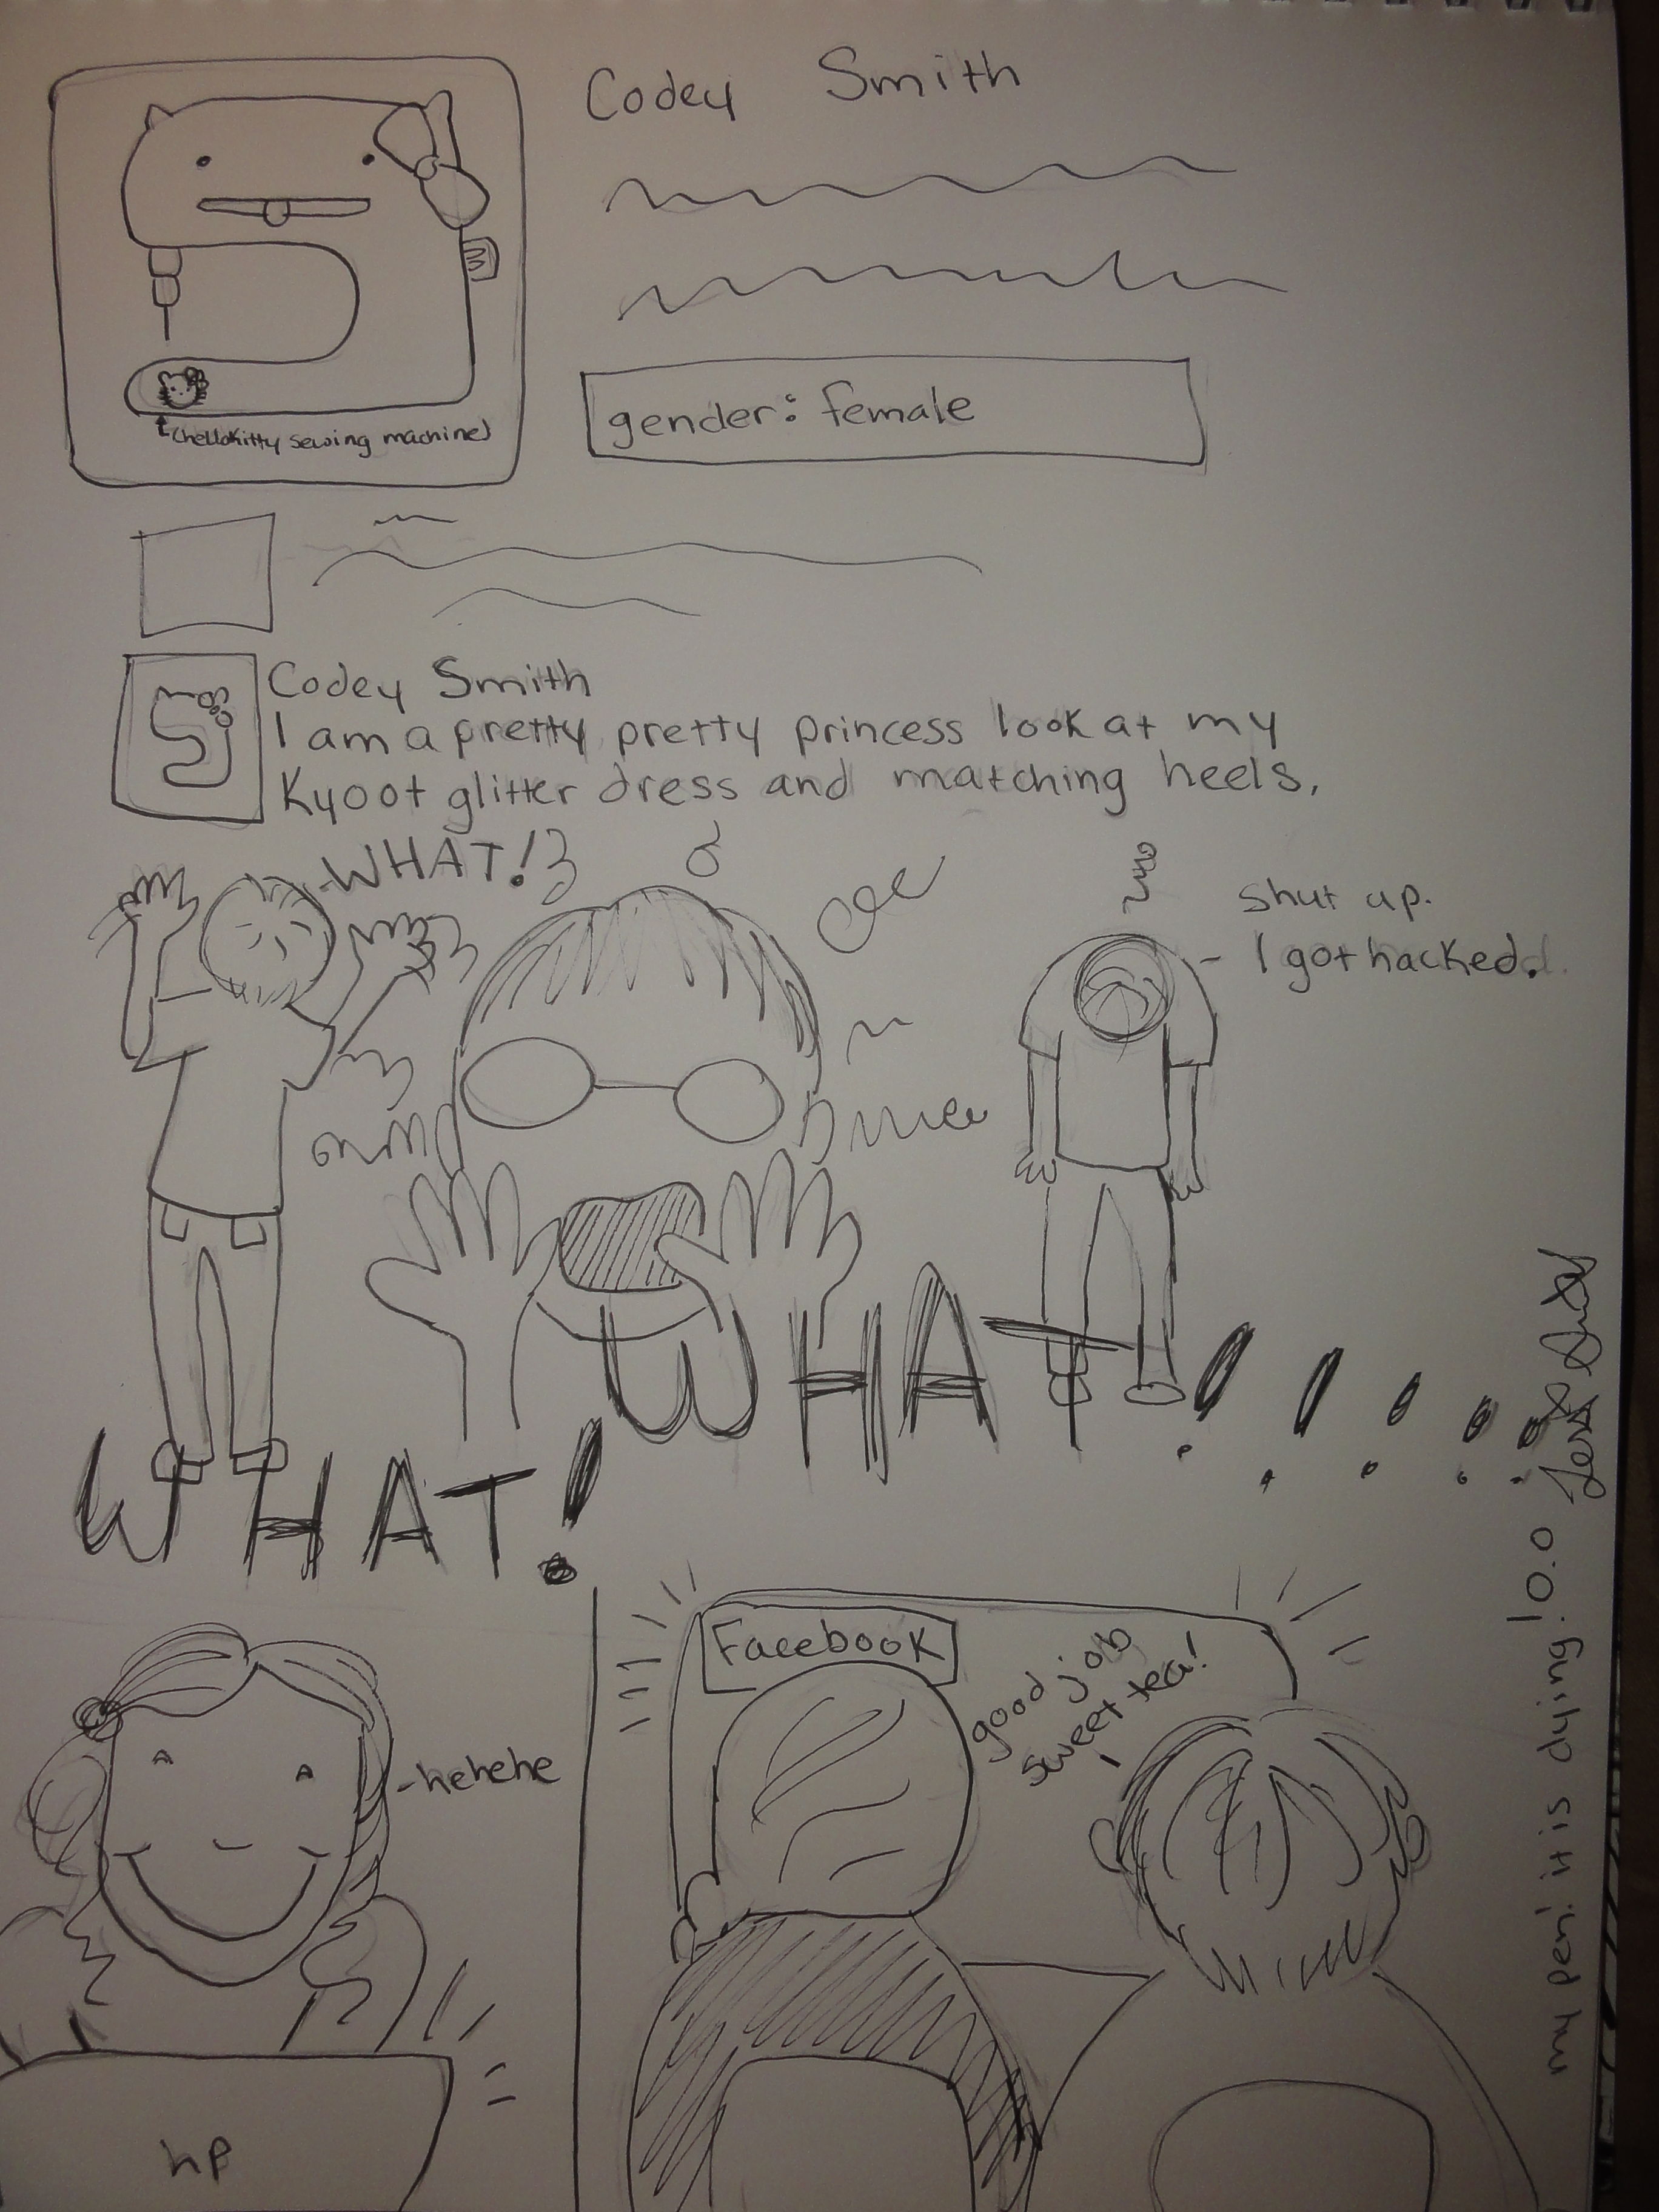 Codey Smith
gender: female
(hellokitty sewing machine)
Codey Smith
I am a pretty pretty princess look at my
Kyoot glitter dress and matching heels.
WHAT!
shut up.
I got hacked.
WHAT!!!!!
WHAT!
Facebook
good job
sweet tea!
-hehehe
hp
my pen! it is dying! O.O